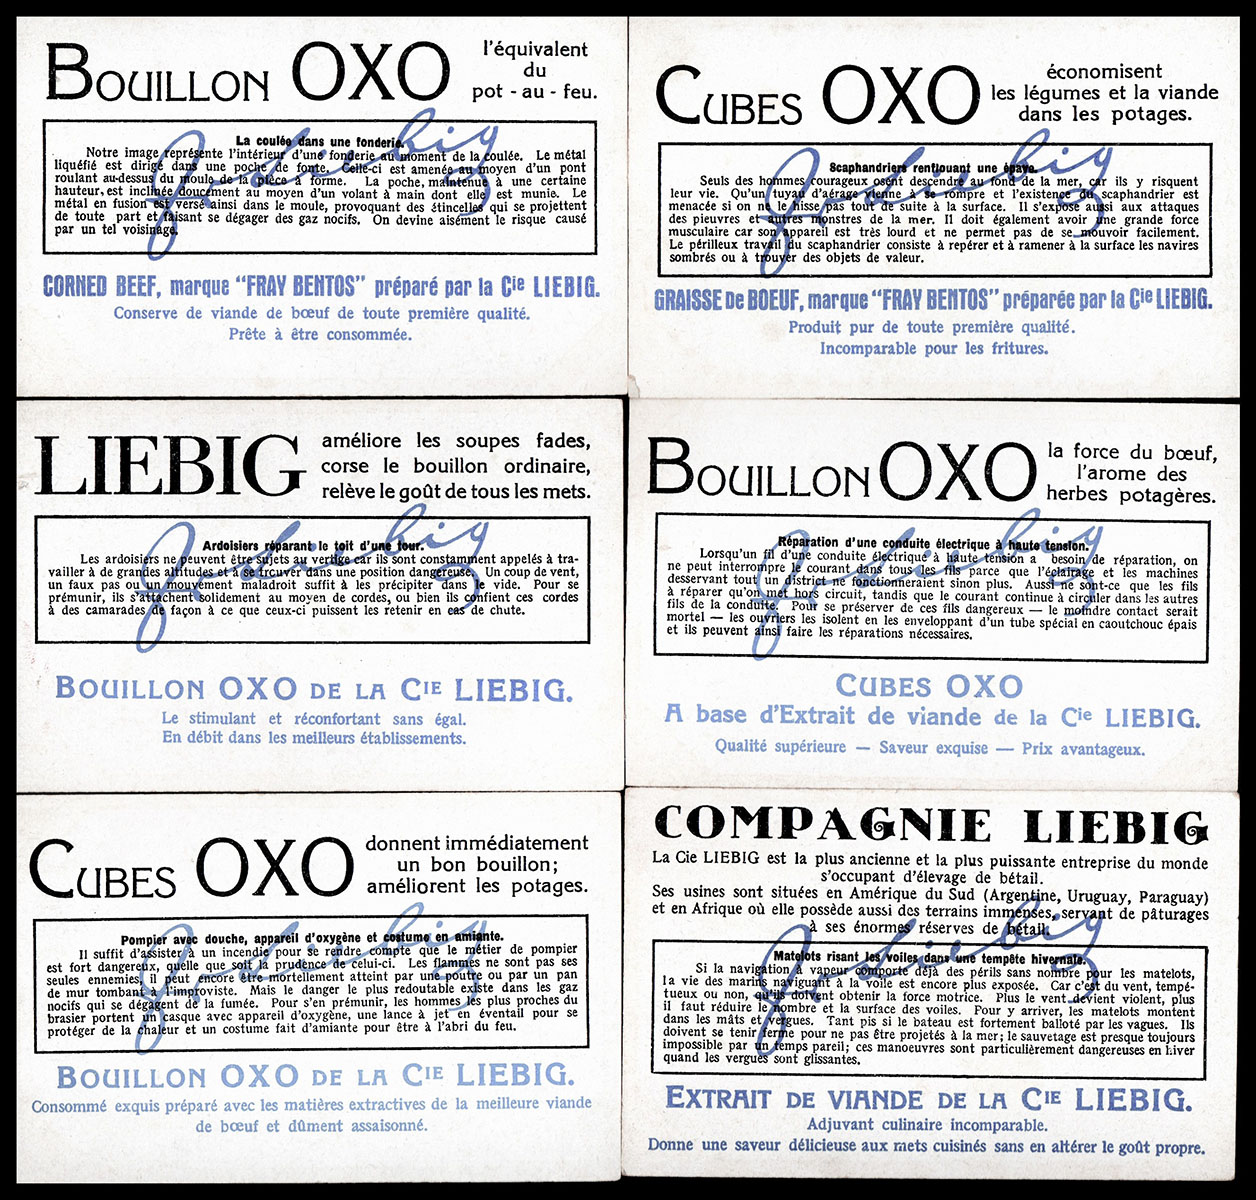 BOUILLON OXO
l'équivalent
du
pot - au - feu.
La coulée dans une fonderie.
Notre image représente l'intérieur d'une fonderie au moment de la coulée. Le métal
liquéfié est dirigé dans une poche de fonte. Celle-ci est amenée au moyen d'un pont
roulant au-dessus du moule de la pièce à forme. La poche, maintenue à une certaine
hauteur, est inclinée doucement au moyen d'un volant à main dont elle est munie. Le
métal en fusion est versé ainsi dans le moule, provoquant des étincelles qui se projettent
de toute part et faisant se dégager des gaz nocifs. On devine aisément le risque causé
par un tel voisinage.
CORNED BEEF, marque "FRAY BENTOS" préparé par la Cie LIEBIG.
Conserve de viande de bœuf de toute première qualité.
Prête à être consommée.
CUBES OXO
économisent
les légumes et la viande
dans les potages.
Scaphandriers renflouant une épave.
Seuls des hommes courageux osent descendre au fond de la mer, car ils y risquent
leur vie. Qu'un tuyau d'aérage vienne à se rompre et l'existence du scaphandrier est
menacée si on ne le hisse pas tout de suite à la surface. Il s'expose aussi aux attaques
des pieuvres et autres monstres de la mer. Il doit également avoir une grande force
musculaire car son appareil est très lourd et ne permet pas de se mouvoir facilement.
Le périlleux travail du scaphandrier consiste à repérer et à ramener à la surface les navires
sombrés ou à trouver des objets de valeur.
GRAISSE de BOEUF, marque "FRAY BENTOS" préparée par la Cie LIEBIG.
Produit pur de toute première qualité.
Incomparable pour les fritures.
LIEBIG
améliore les soupes fades,
corse le bouillon ordinaire,
relève le goût de tous les mets.
Ardoisiers réparant le toit d'une tour.
Les ardoisiers ne peuvent être sujets au vertige car ils sont constamment appelés à tra-
vailler à de grandes altitudes et à se trouver dans une position dangereuse. Un coup de vent,
un faux pas ou un mouvement maladroit suffit à les précipiter dans le vide. Pour se
prémunir, ils s'attachent solidement au moyen de cordes, ou bien ils confient ces cordes
à des camarades de façon à ce que ceux-ci puissent les retenir en cas de chute.
BOUILLON OXO DE LA CIE LIEBIG.
Le stimulant et réconfortant sans égal.
En débit dans les meilleurs établissements.
BOUILLON OXO
la force du bœuf,
l'arome des
herbes potagères.
Réparation d'une conduite électrique à haute tension.
Lorsqu'un fil d'une conduite électrique à haute tension a besoin de réparation, on
ne peut interrompre le courant dans tous les fils parce que l'éclairage et les machines
desservant tout un district ne fonctionneraient sinon plus. Aussi ne sont-ce que les fils
à réparer qu'on met hors circuit, tandis que le courant continue à circuler dans les autres
fils de la conduite. Pour se préserver de ces fils dangereux — le moindre contact serait
mortel — les ouvriers les isolent en les enveloppant d'un tube spécial en caoutchouc épais
et ils peuvent ainsi faire les réparations nécessaires.
CUBES OXO
A base d'Extrait de viande de la Cie LIEBIG.
Qualité supérieure — Saveur exquise — Prix avantageux.
CUBES OXO
donnent immédiatement
un bon bouillon;
améliorent les potages.
Pompier avec douche, appareil d'oxygène et costume en amiante.
Il suffit d'assister à un incendie pour se rendre compte que le métier de pompier
est fort dangereux, quelle que soit la prudence de celui-ci. Les flammes ne sont pas ses
seules ennemies, il peut encore être mortellement atteint par une poutre ou par un pan
de mur tombant à l'improviste. Mais le danger le plus redoutable existe dans les gaz
nocifs qui se dégagent de la fumée. Pour s'en prémunir, les hommes les plus proches du
brasier portent un casque avec appareil d'oxygène, une lance à jet en éventail pour se
protéger de la chaleur et un costume fait d'amiante pour être à l'abri du feu.
BOUILLON OXO DE LA CIE LIEBIG.
Consommé exquis préparé avec les matières extractives de la meilleure viande
de bœuf et dûment assaisonné.
COMPAGNIE LIEBIG
La Cie LIEBIG est la plus ancienne et la plus puissante entreprise du monde
s'occupant d'élevage de bétail.
Ses usines sont situées en Amérique du Sud (Argentine, Uruguay, Paraguay)
et en Afrique où elle possède aussi des terrains immenses, servant de pâturages
à ses énormes réserves de bétail.
Matelots risant les voiles dans une tempête hivernale.
Si la navigation à vapeur comporte déjà des périls sans nombre pour les matelots,
la vie des marins naviguant à la voile est encore plus exposée. Car c'est du vent, tempé-
tueux ou non, qu'ils doivent obtenir la force motrice. Plus le vent devient violent, plus
il faut réduire le nombre et la surface des voiles. Pour y arriver, les matelots montent
dans les mâts et vergues. Tant pis si le bateau est fortement balloté par les vagues. Ils
doivent se tenir ferme pour ne pas être projetés à la mer; le sauvetage est presque toujours
impossible par un temps pareil; ces manoeuvres sont particulièrement dangereuses en hiver
quand les vergues sont glissantes.
EXTRAIT DE VIANDE DE LA CIE LIEBIG.
Adjuvant culinaire incomparable.
Donne une saveur délicieuse aux mets cuisinés sans en altérer le goût propre.